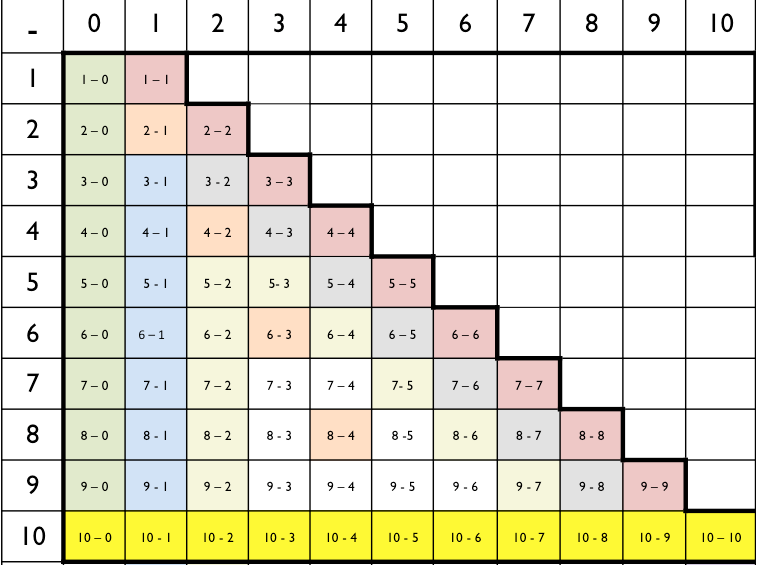 - 0 1 2 3 4 5 6 7 8 9 10
1 1 – 0 1 – 1
2 2 – 0 2 - 1 2 – 2
3 3 – 0 3 - 1 3 - 2 3 – 3
4 4 – 0 4 – 1 4 – 2 4 – 3 4 – 4
5 5 – 0 5 - 1 5 – 2 5- 3 5 – 4 5 – 5
6 6 – 0 6 – 1 6 – 2 6 - 3 6 – 4 6 – 5 6 – 6
7 7 – 0 7 - 1 7 – 2 7 - 3 7 – 4 7- 5 7 – 6 7 – 7
8 8 – 0 8 - 1 8 – 2 8 - 3 8 – 4 8 -5 8 - 6 8 - 7 8 - 8
9 9 – 0 9 - 1 9 – 2 9 - 3 9 – 4 9 - 5 9 - 6 9 - 7 9 - 8 9 – 9
10 10 – 0 10 - 1 10 - 2 10 - 3 10 - 4 10 - 5 10 - 6 10 - 7 10 - 8 10 - 9 10 – 10